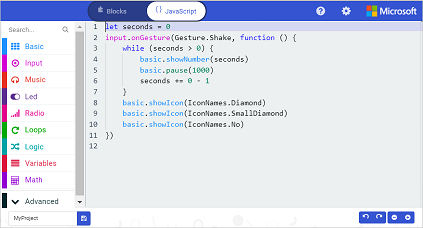 Blocks
{} JavaScript
Microsoft
Search...
Basic
Input
Music
Led
Radio
Loops
Logic
Variables
Math
Advanced
1 let seconds = 0
2 input.onGesture(Gesture.Shake, function () {
3 while (seconds > 0) {
4 basic.showNumber(seconds)
5 basic.pause(1000)
6 seconds += 0 - 1
7 }
8 basic.showIcon(IconNames.Diamond)
9 basic.showIcon(IconNames.SmallDiamond)
10 basic.showIcon(IconNames.No)
11 })
12
MyProject